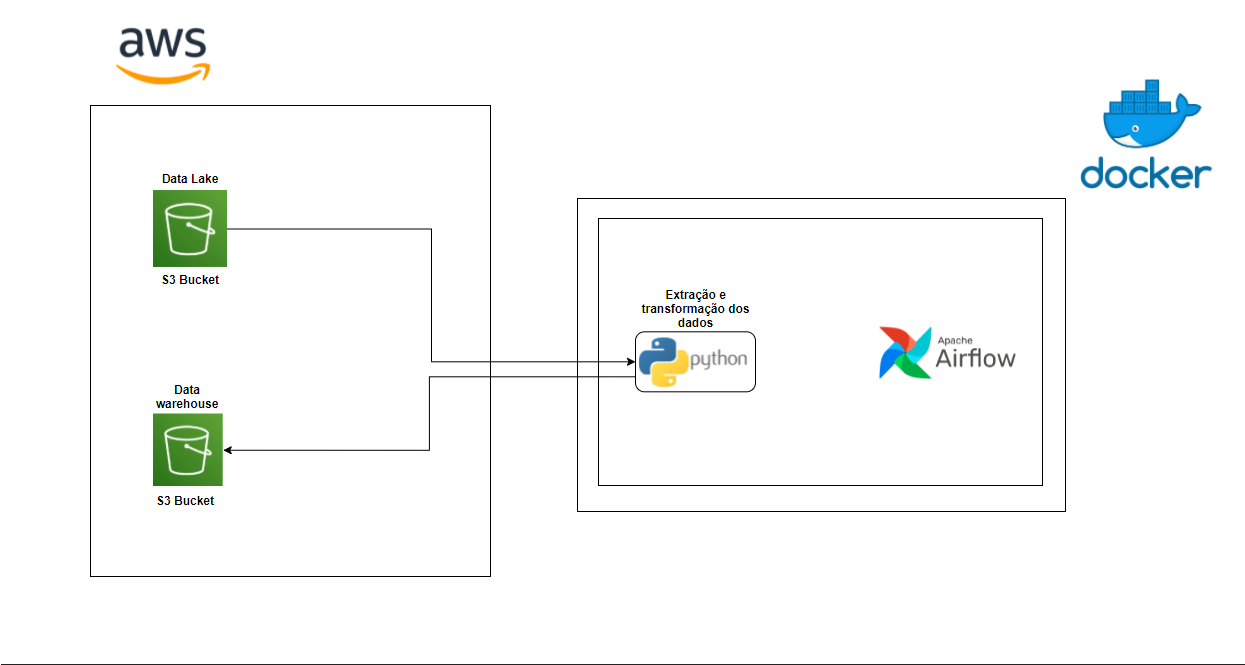 aws
docker
Data Lake
S3 Bucket
Extração e
transformação dos
dados
python
Apache
Airflow
Data
warehouse
S3 Bucket